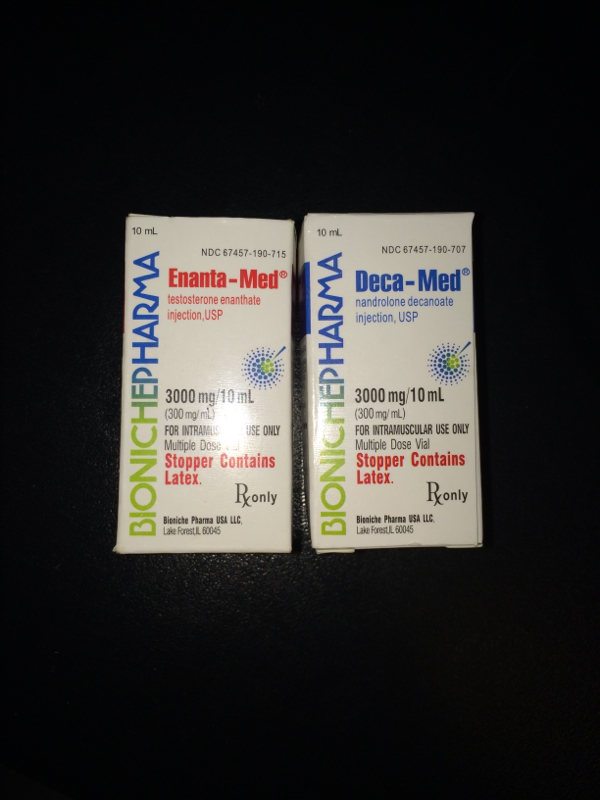 10 mL
NDC 67457-190-715
BIONICHEPHARMA
Enanta-Med®
testosterone enanthate
injection,USP
3000 mg/10 mL
(300 mg/mL)
FOR INTRAMUS USE ONLY
Multiple Dose Vial
Stopper Contains
Latex.
Rx only
Bioniche Pharma USA LLC,
Lake Forest,IL 60045
10 mL
NDC 67457-190-707
BIONICHEPHARMA
Deca-Med®
nandrolone decanoate
injection, USP
3000 mg/10 mL
(300 mg/mL)
FOR INTRAMUSCULAR USE ONLY
Multiple Dose Vial
Stopper Contains
Latex.
Rx only
Bioniche Pharma USA LLC,
Lake Forest,IL 60045